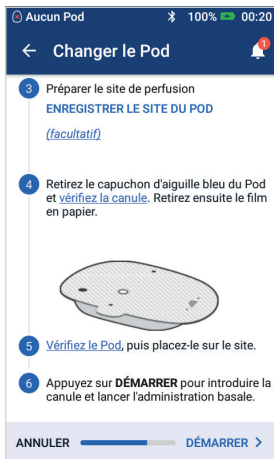 Aucun Pod 100% 00:20
Changer le Pod 1
3 Préparer le site de perfusion
ENREGISTRER LE SITE DU POD
(facultatif)
4 Retirez le capuchon d'aiguille bleu du Pod
et vérifiez la canule. Retirez ensuite le film
en papier.
5 Vérifiez le Pod, puis placez-le sur le site.
6 Appuyez sur DÉMARRER pour introduire la
canule et lancer l'administration basale.
ANNULER DÉMARRER